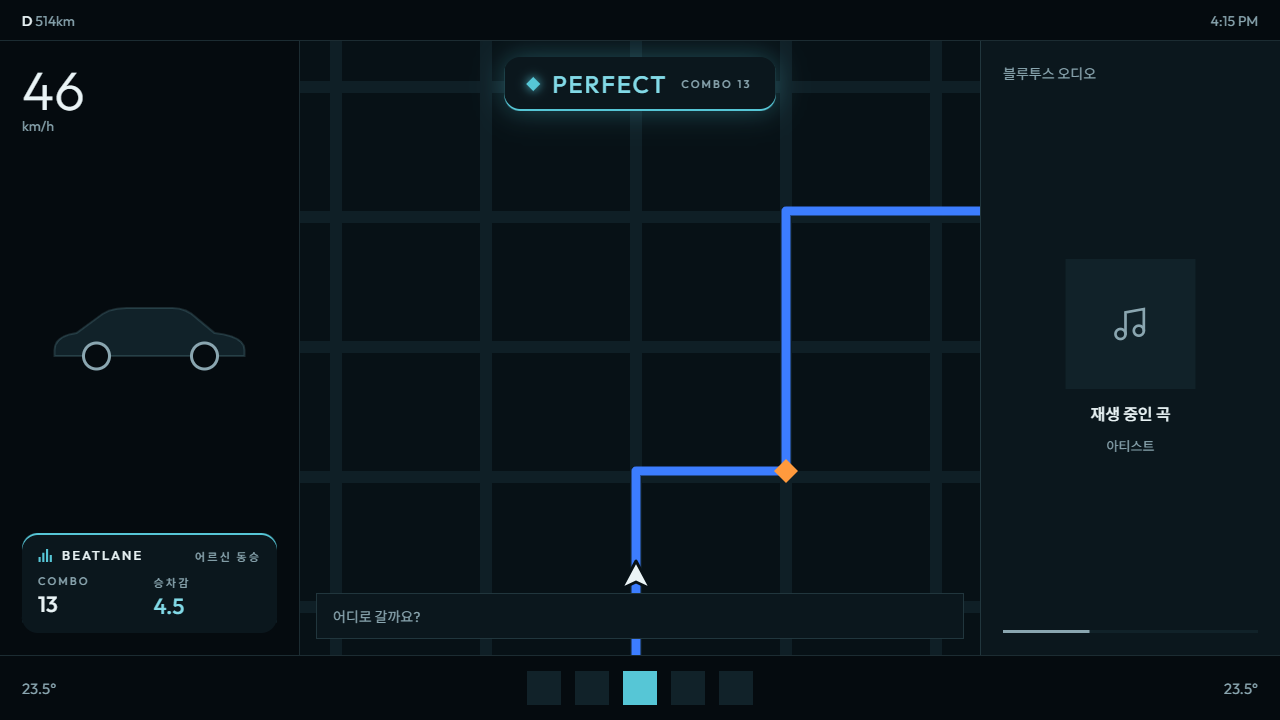 D 514km
4:15 PM
46
km/h
PERFECT COMBO 13
블루투스 오디오
재생 중인 곡
아티스트
BEATLANE 어르신 동승
COMBO 승차감
13 4.5
어디로 갈까요?
23.5°
23.5°